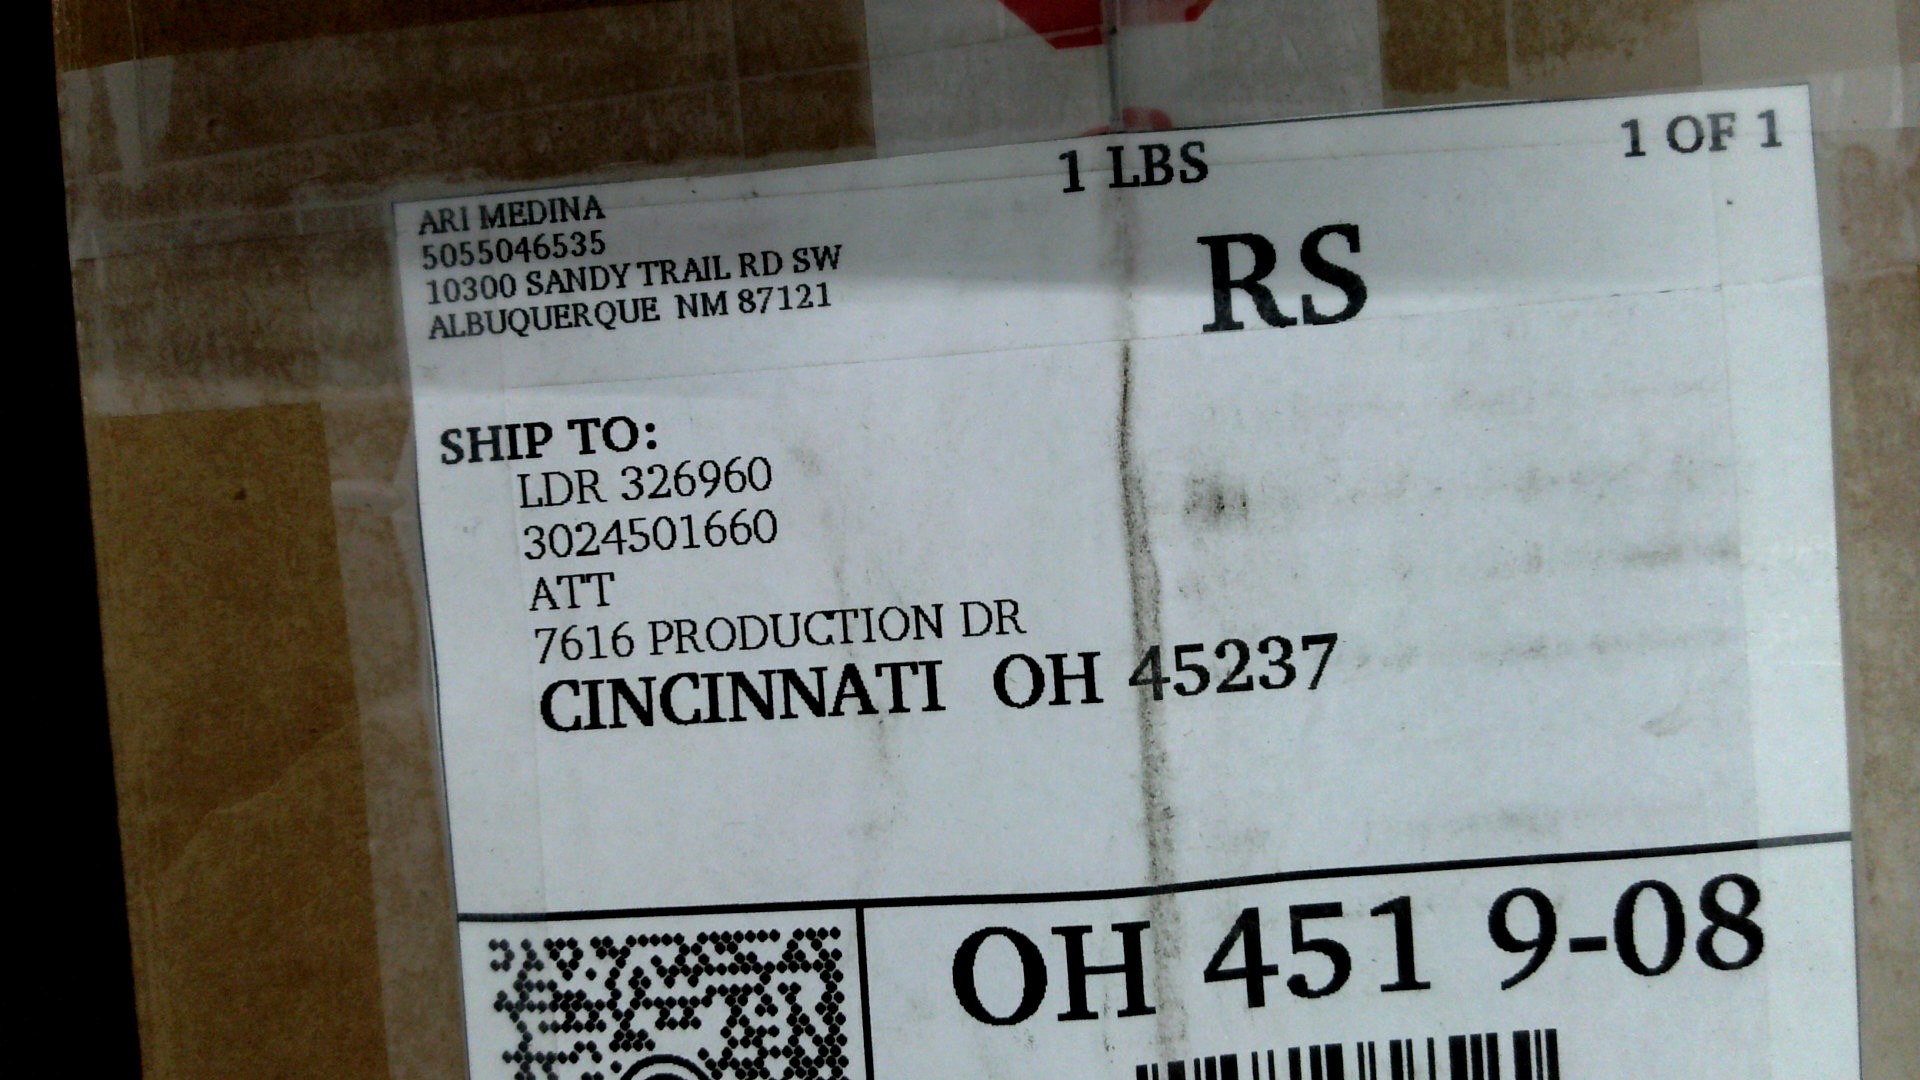 1 LBS
1 OF 1
ARI MEDINA
5055046535
10300 SANDY TRAIL RD SW
ALBUQUERQUE NM 87121
RS
SHIP TO:
LDR 326960
3024501660
ATT
7616 PRODUCTION DR
CINCINNATI OH 45237
OH 451 9-08